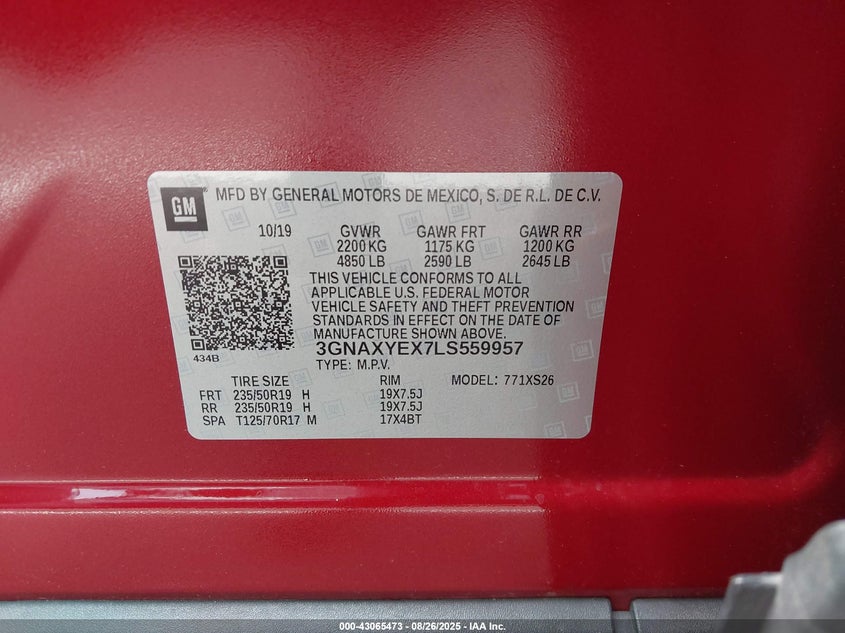 GM
MFD BY GENERAL MOTORS DE MEXICO, S. DE R.L. DE C.V.
10/19 GVWR GAWR FRT GAWR RR
2200 KG 1175 KG 1200 KG
4850 LB 2590 LB 2645 LB
THIS VEHICLE CONFORMS TO ALL
APPLICABLE U.S. FEDERAL MOTOR
VEHICLE SAFETY AND THEFT PREVENTION
STANDARDS IN EFFECT ON THE DATE OF
MANUFACTURE SHOWN ABOVE.
434B
3GNAXYEX7LS559957
TYPE: M.P.V.
TIRE SIZE RIM MODEL: 771XS26
FRT 235/50R19 H 19X7.5J
RR 235/50R19 H 19X7.5J
SPA T125/70R17 M 17X4BT
000-43065473 - 08/26/2025 - IAA Inc.